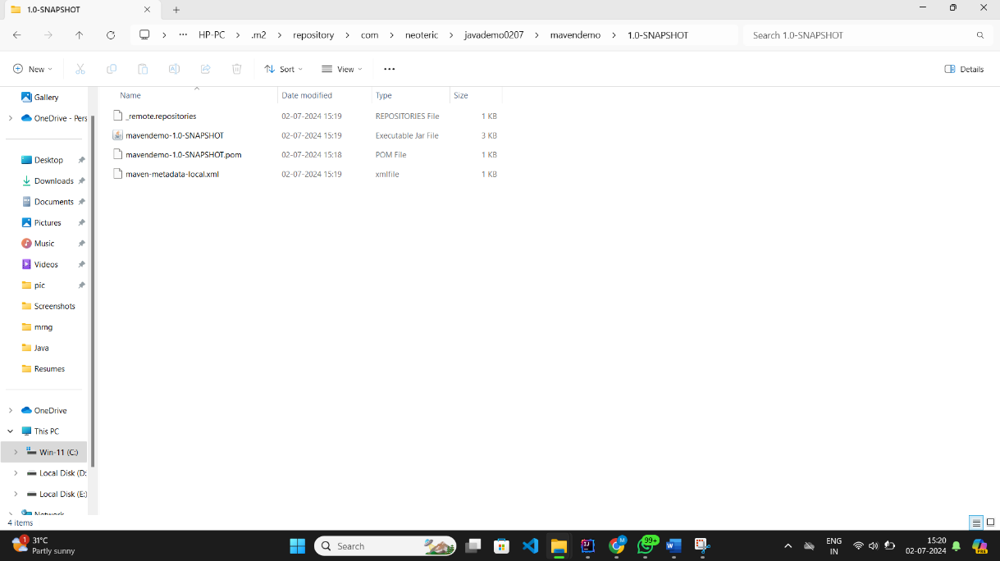 1.0-SNAPSHOT
HP-PC > .m2 > repository > com > neoteric > javademo0207 > mavendemo > 1.0-SNAPSHOT
Search 1.0-SNAPSHOT
New
Sort
View
Details
Gallery
OneDrive - Pers
Desktop
Downloads
Documents
Pictures
Music
Videos
pic
Screenshots
mrng
Java
Resumes
OneDrive
This PC
Win-11 (C:)
Local Disk (D:
Local Disk (E:)
Network
Name Date modified Type Size
_remote.repositories 02-07-2024 15:19 REPOSITORIES File 1 KB
mavendemo-1.0-SNAPSHOT 02-07-2024 15:19 Executable Jar File 3 KB
mavendemo-1.0-SNAPSHOT.pom 02-07-2024 15:18 POM File 1 KB
maven-metadata-local.xml 02-07-2024 15:19 xmlfile 1 KB
4 items
1
31°C
Partly sunny
Search
99+
M
ENG
IN
15:20
02-07-2024
PRE